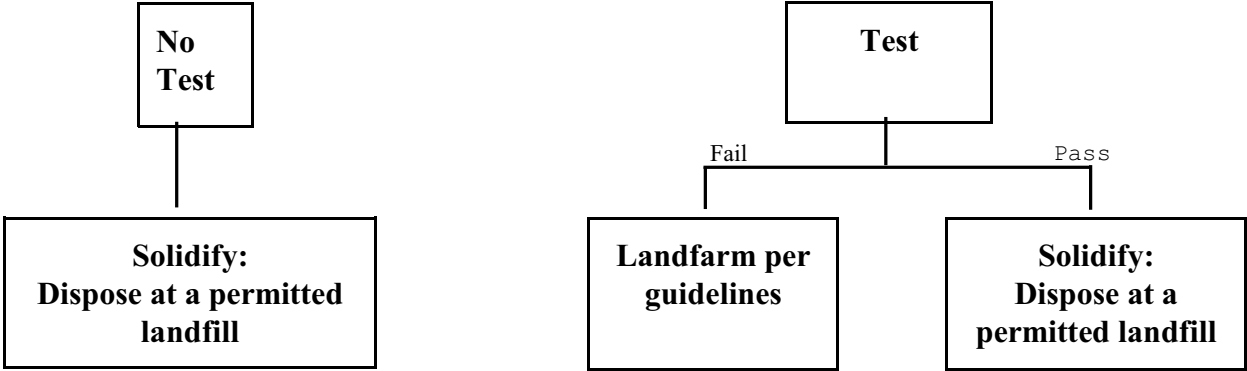 No
Test
Test
Fail
Pass
Solidify:
Dispose at a permitted
landfill
Landfarm per
guidelines
Solidify:
Dispose at a
permitted landfill